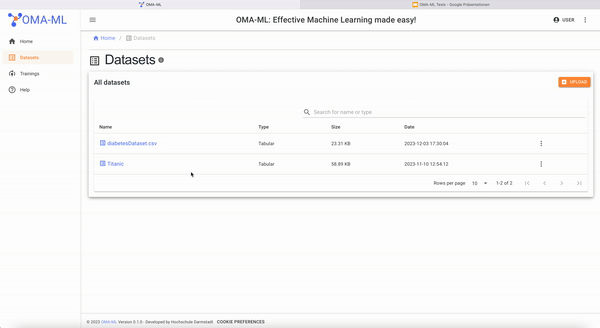 OMA-ML
OMA-ML Texts – Google Präsentationen
OMA-ML
OMA-ML: Effective Machine Learning made easy!
USER
Home
Datasets
Trainings
Help
Home / Datasets
Datasets
All datasets
UPLOAD
Search for name or type
Name Type Size Date
diabetesDataset.csv Tabular 23.31 KB 2023-12-03 17:30:04
Titanic Tabular 58.89 KB 2023-11-10 12:54:12
Rows per page 10 1-2 of 2
© 2023 OMA-ML Version 0.1.0 - Developed by Hochschule Darmstadt COOKIE PREFERENCES